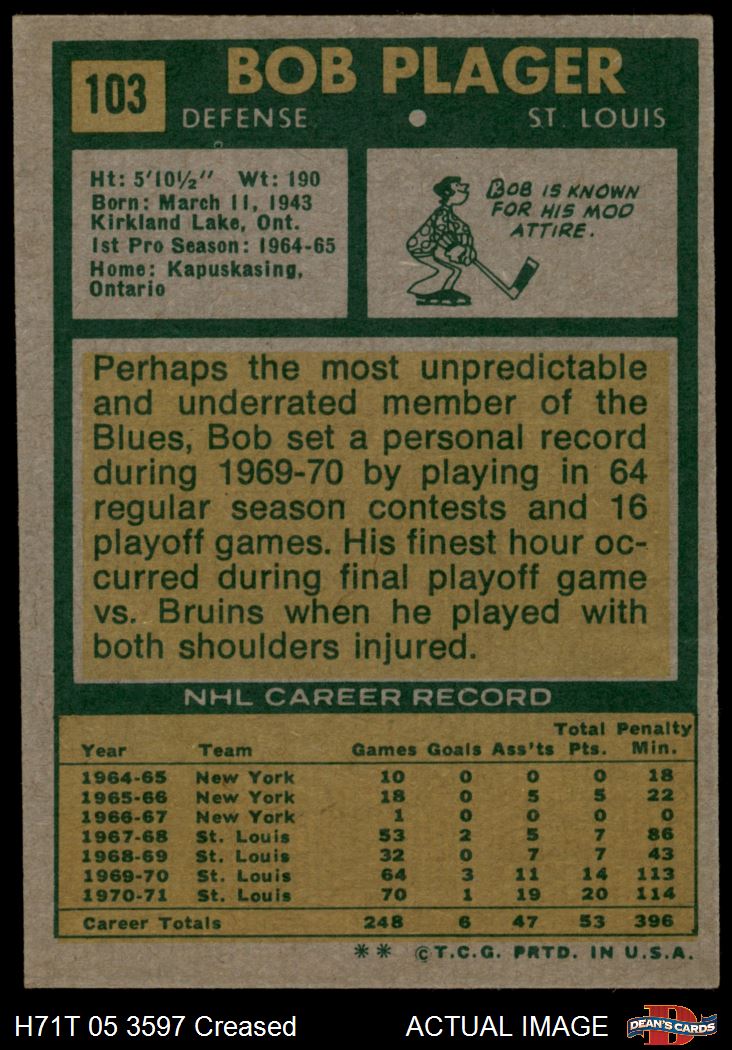 103
BOB PLAGER
DEFENSE • ST. LOUIS
Ht: 5'10½" Wt: 190
Born: March 11, 1943
Kirkland Lake, Ont.
1st Pro Season: 1964-65
Home: Kapuskasing,
Ontario
BOB IS KNOWN
FOR HIS MOD
ATTIRE.
Perhaps the most unpredictable
and underrated member of the
Blues, Bob set a personal record
during 1969-70 by playing in 64
regular season contests and 16
playoff games. His finest hour oc-
curred during final playoff game
vs. Bruins when he played with
both shoulders injured.
NHL CAREER RECORD
Year Team Games Goals Ass'ts Total Pts. Penalty Min.
1964-65 New York 10 0 0 0 18
1965-66 New York 18 0 5 5 22
1966-67 New York 1 0 0 0 0
1967-68 St. Louis 53 2 5 7 86
1968-69 St. Louis 32 0 7 7 43
1969-70 St. Louis 64 3 11 14 113
1970-71 St. Louis 70 1 19 20 114
Career Totals 248 6 47 53 396
** © T.C.G. PRTD. IN U.S.A.
H71T 05 3597 Creased ACTUAL IMAGE
D
DEAN'S CARDS